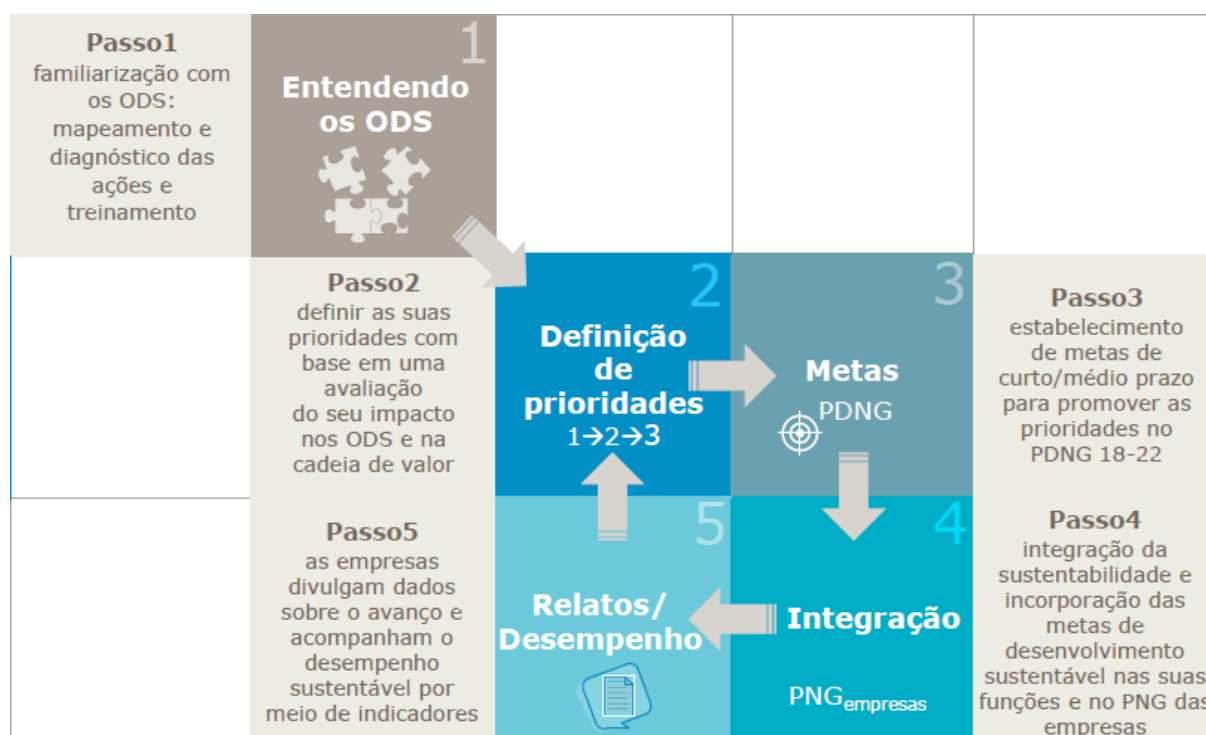 Passo1
familiarização com
os ODS:
mapeamento e
diagnóstico das
ações e
treinamento
1
Entendendo
os ODS
Passo2
definir as suas
prioridades com
base em uma
avaliação
do seu impacto
nos ODS e na
cadeia de valor
2
Definição
de
prioridades
1→2→3
3
Metas
PDNG
Passo3
estabelecimento
de metas de
curto/médio prazo
para promover as
prioridades no
PDNG 18-22
Passo5
as empresas
divulgam dados
sobre o avanço e
acompanham o
desempenho
sustentável por
meio de indicadores
5
Relatos/
Desempenho
4
Integração
PNGempresas
Passo4
integração da
sustentabilidade e
incorporação das
metas de
desenvolvimento
sustentável nas suas
funções e no PNG das
empresas